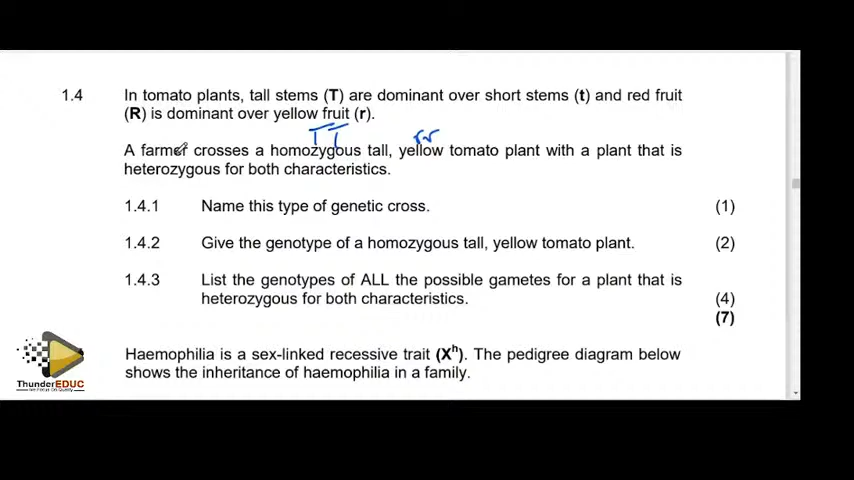 1.4 In tomato plants, tall stems (T) are dominant over short stems (t) and red fruit
(R) is dominant over yellow fruit (r).
TT rr
A farmer crosses a homozygous tall, yellow tomato plant with a plant that is
heterozygous for both characteristics.
1.4.1 Name this type of genetic cross. (1)
1.4.2 Give the genotype of a homozygous tall, yellow tomato plant. (2)
1.4.3 List the genotypes of ALL the possible gametes for a plant that is
heterozygous for both characteristics. (4)
(7)
Haemophilia is a sex-linked recessive trait (Xʰ). The pedigree diagram below
shows the inheritance of haemophilia in a family.
ThunderEDUC
We Focus On Quality